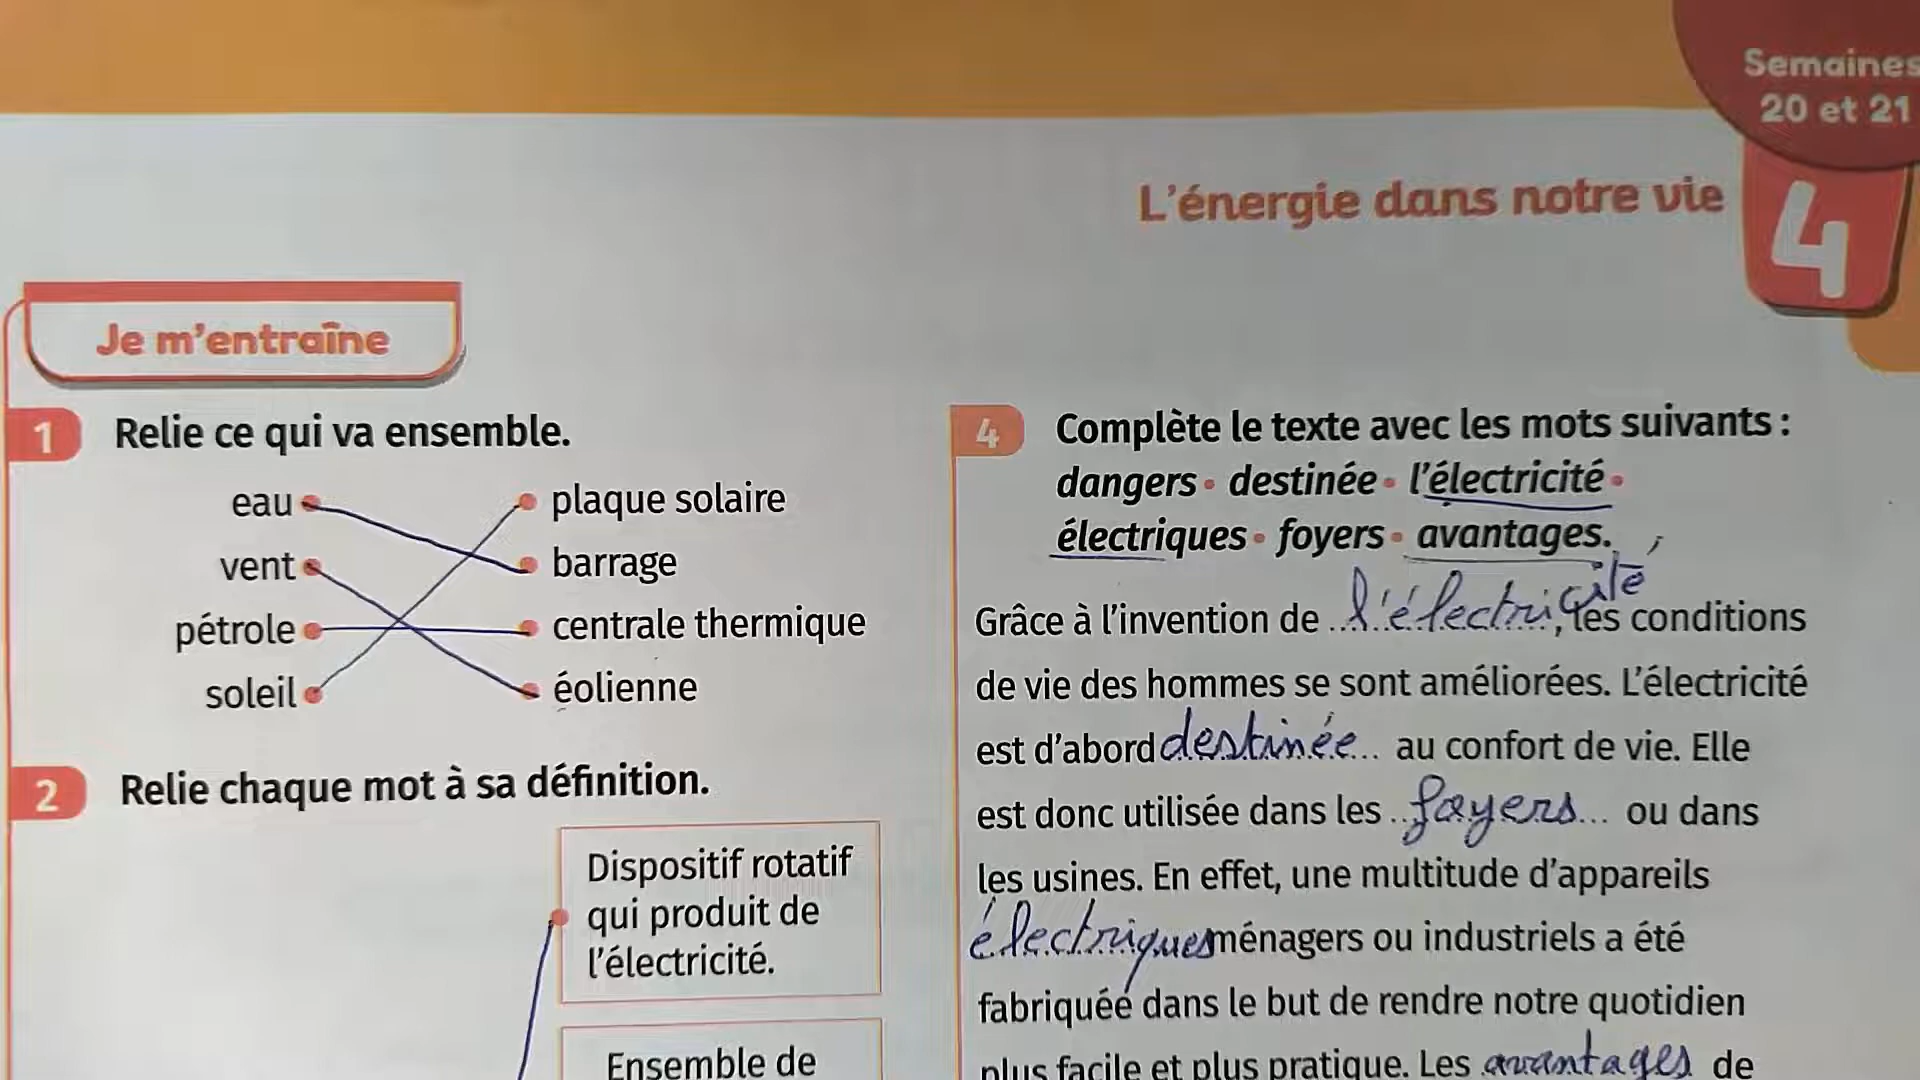 Semaines
20 et 21
L'énergie dans notre vie
4
Je m'entraîne
1 Relie ce qui va ensemble.
eau plaque solaire
vent barrage
pétrole centrale thermique
soleil éolienne
2 Relie chaque mot à sa définition.
Dispositif rotatif
qui produit de
l'électricité.
Ensemble de
4 Complète le texte avec les mots suivants :
dangers • destinée • l'électricité •
électriques • foyers • avantages.
Grâce à l'invention de l'électricité, les conditions
de vie des hommes se sont améliorées. L'électricité
est d'abord destinée au confort de vie. Elle
est donc utilisée dans les foyers ou dans
les usines. En effet, une multitude d'appareils
électriques ménagers ou industriels a été
fabriquée dans le but de rendre notre quotidien
plus facile et plus pratique. Les avantages de